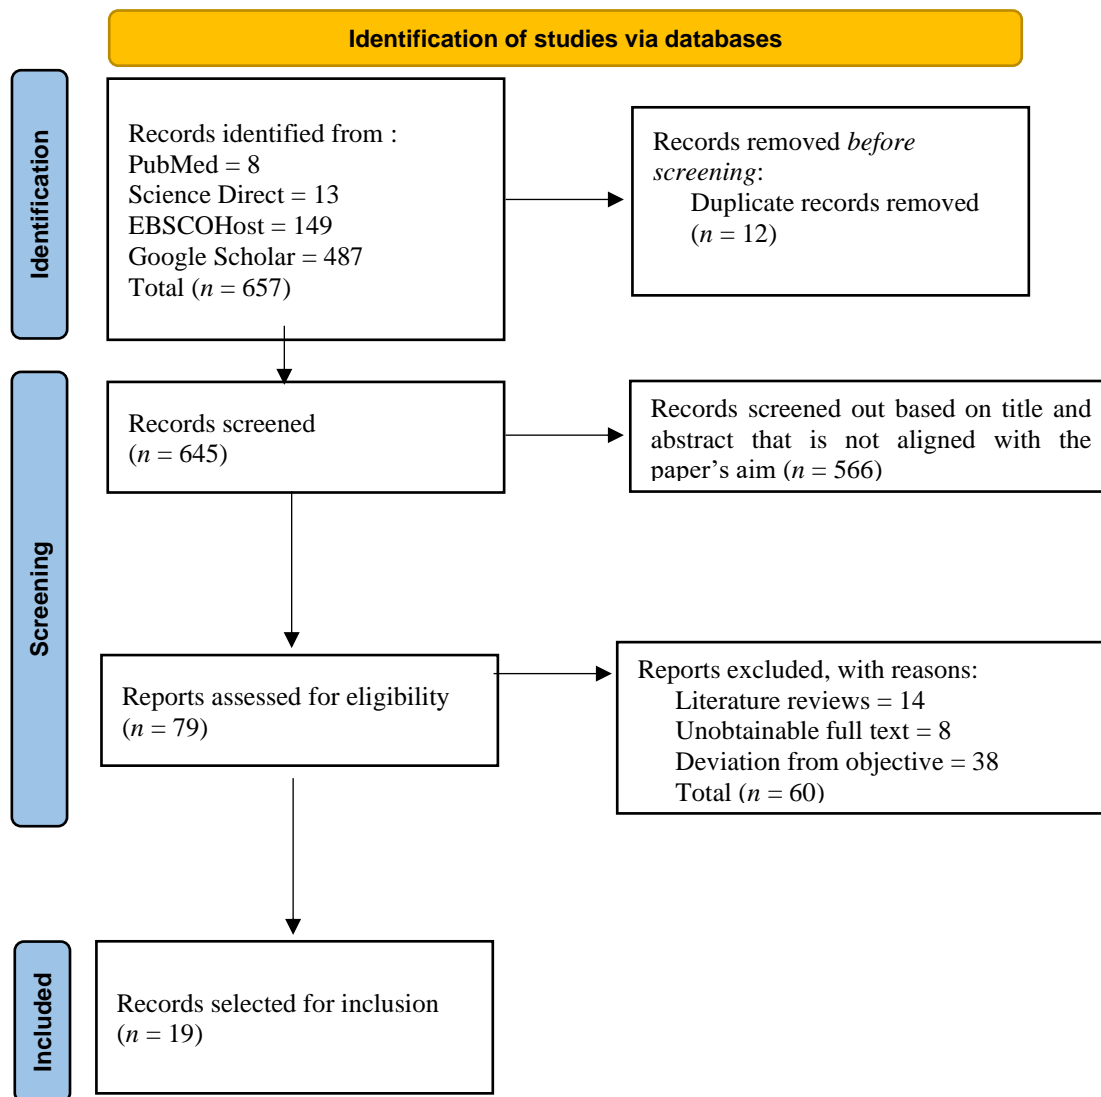 Identification of studies via databases
Identification
Records identified from :
PubMed = 8
Science Direct = 13
EBSCOHost = 149
Google Scholar = 487
Total (n = 657)
Records removed before
screening:
Duplicate records removed
(n = 12)
Screening
Records screened
(n = 645)
Records screened out based on title and
abstract that is not aligned with the
paper’s aim (n = 566)
Reports assessed for eligibility
(n = 79)
Reports excluded, with reasons:
Literature reviews = 14
Unobtainable full text = 8
Deviation from objective = 38
Total (n = 60)
Included
Records selected for inclusion
(n = 19)